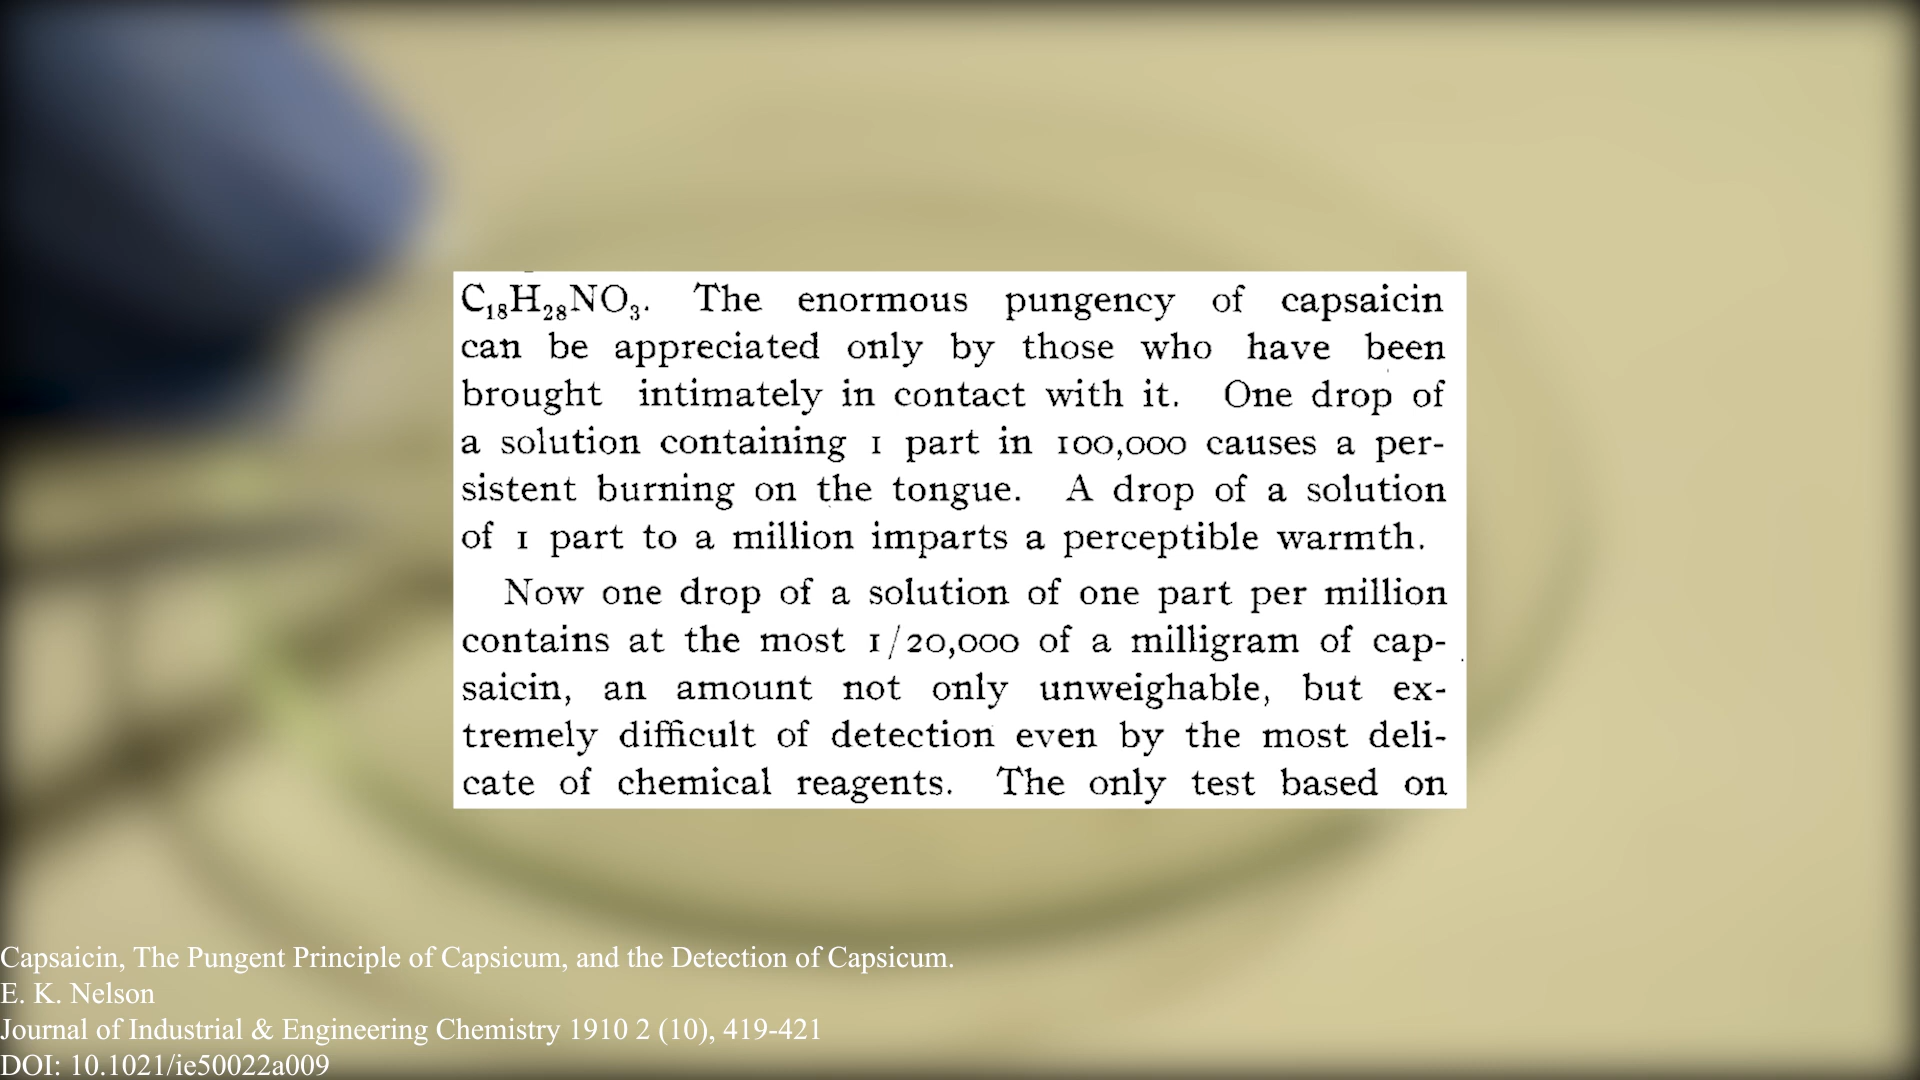 C₁₈H₂₈NO₃. The enormous pungency of capsaicin
can be appreciated only by those who have been
brought intimately in contact with it. One drop of
a solution containing 1 part in 100,000 causes a per-
sistent burning on the tongue. A drop of a solution
of 1 part to a million imparts a perceptible warmth.
Now one drop of a solution of one part per million
contains at the most 1/20,000 of a milligram of cap-
saicin, an amount not only unweighable, but ex-
tremely difficult of detection even by the most deli-
cate of chemical reagents. The only test based on
Capsaicin, The Pungent Principle of Capsicum, and the Detection of Capsicum.
E. K. Nelson
Journal of Industrial & Engineering Chemistry 1910 2 (10), 419-421
DOI: 10.1021/ie50022a009